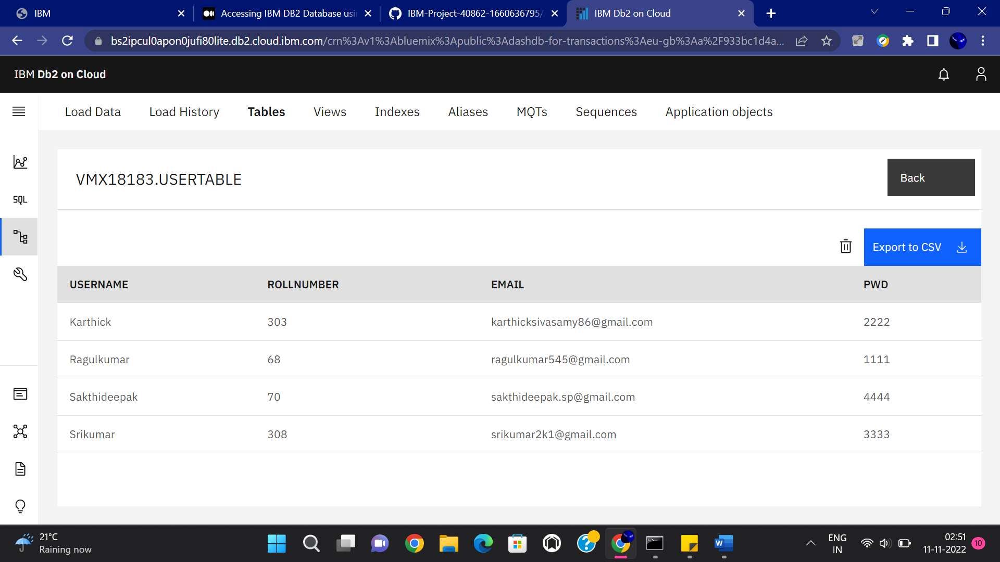 IBM
Accessing IBM DB2 Database usin
IBM-Project-40862-1660636795/
IBM Db2 on Cloud
bs2ipcul0apon0jufi80lite.db2.cloud.ibm.com/crn%3Av1%3Abluemix%3Apublic%3Adashdb-for-transactions%3Aeu-gb%3Aa%2F933bc1d4a...
IBM Db2 on Cloud
Load Data Load History Tables Views Indexes Aliases MQTs Sequences Application objects
VMX18183.USERTABLE
Back
SQL
Export to CSV
USERNAME ROLLNUMBER EMAIL PWD
Karthick 303 karthicksivasamy86@gmail.com 2222
Ragulkumar 68 ragulkumar545@gmail.com 1111
Sakthideepak 70 sakthideepak.sp@gmail.com 4444
Srikumar 308 srikumar2k1@gmail.com 3333
21°C
Raining now
W
ENG
IN
02:51
11-11-2022
10